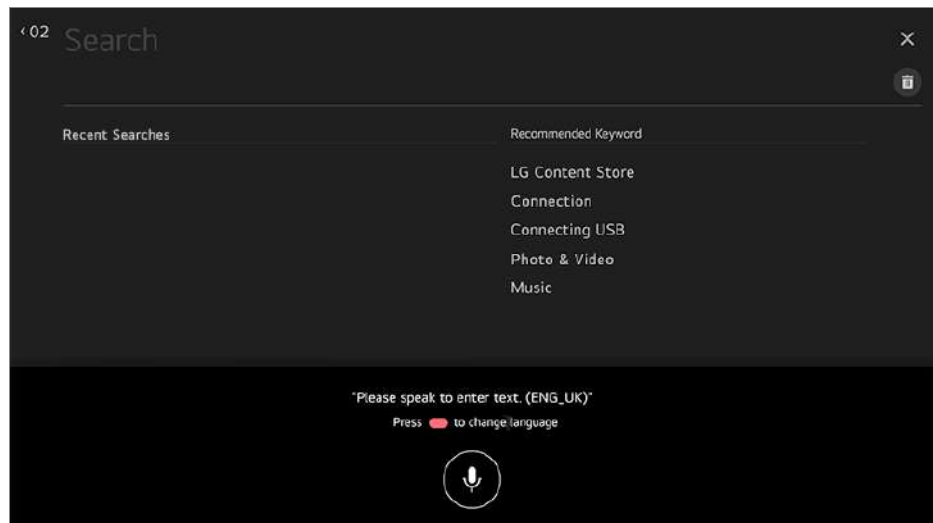 ‹ 02
Search
Recent Searches
Recommended Keyword
LG Content Store
Connection
Connecting USB
Photo & Video
Music
"Please speak to enter text. (ENG_UK)"
Press to change language